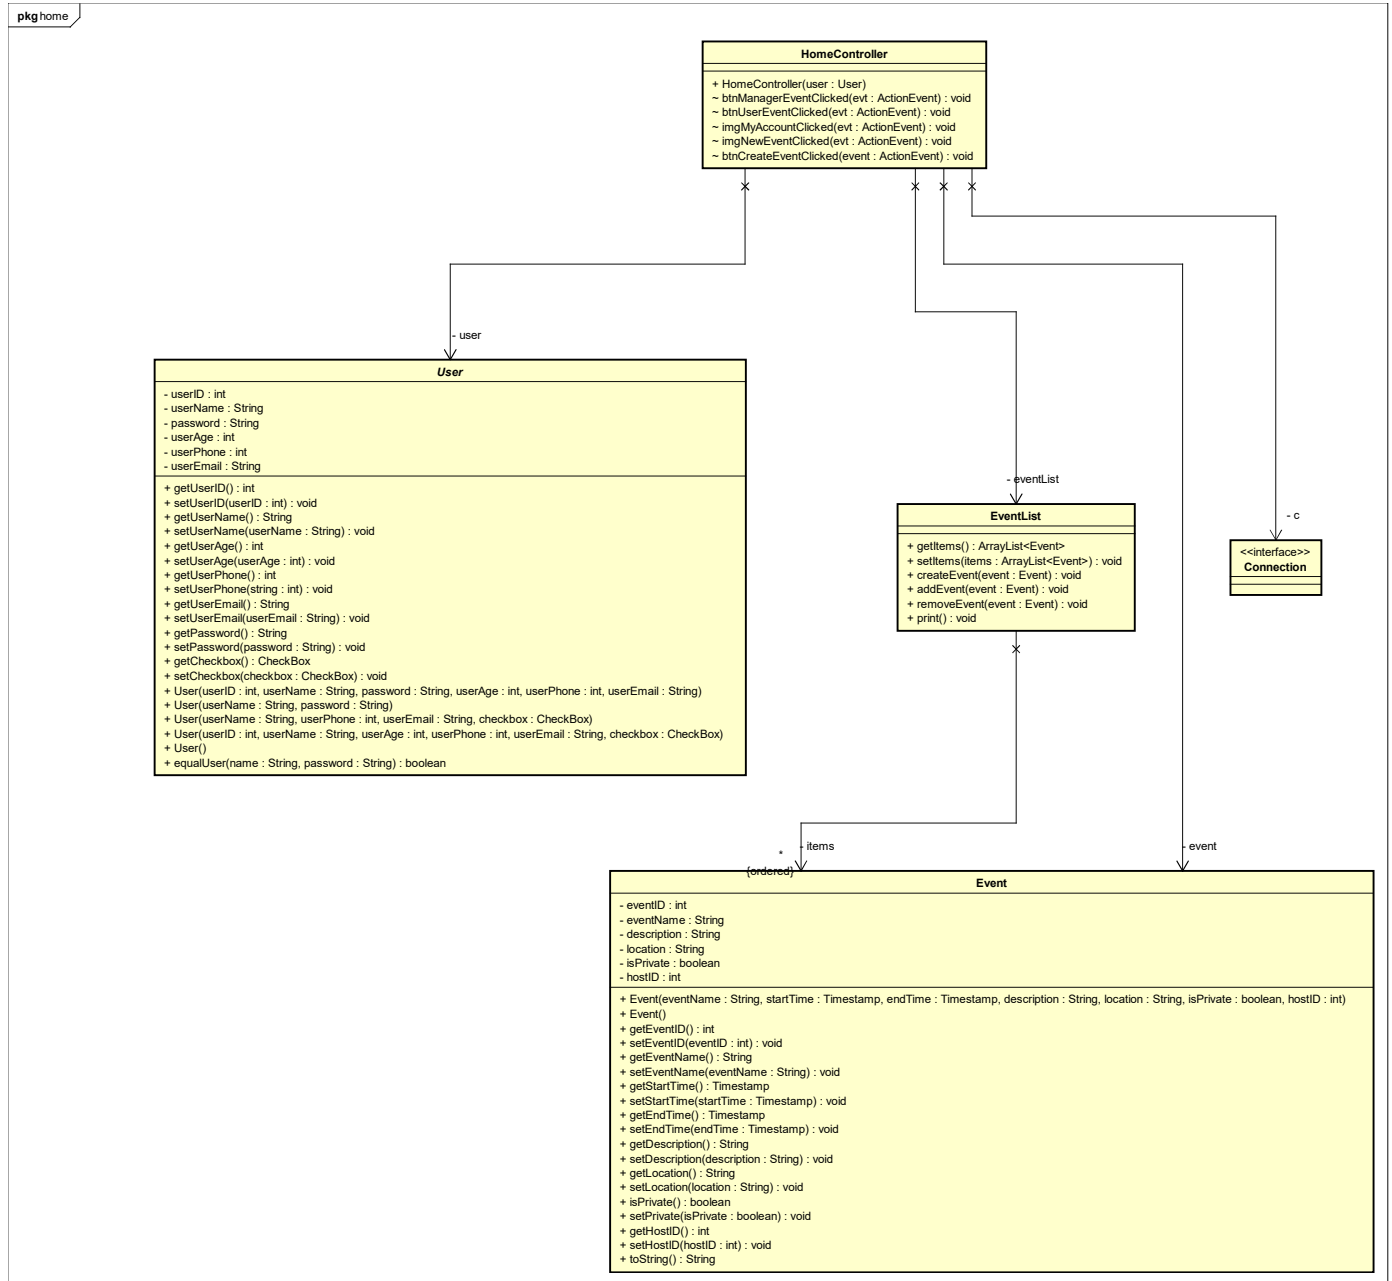 pkg home
HomeController
+ HomeController(user : User)
~ btnManagerEventClicked(evt : ActionEvent) : void
~ btnUserEventClicked(evt : ActionEvent) : void
~ imgMyAccountClicked(evt : ActionEvent) : void
~ imgNewEventClicked(evt : ActionEvent) : void
~ btnCreateEventClicked(event : ActionEvent) : void
- user
User
- userID : int
- userName : String
- password : String
- userAge : int
- userPhone : int
- userEmail : String
+ getUserID() : int
+ setUserID(userID : int) : void
+ getUserName() : String
+ setUserName(userName : String) : void
+ getUserAge() : int
+ setUserAge(userAge : int) : void
+ getUserPhone() : int
+ setUserPhone(string : int) : void
+ getUserEmail() : String
+ setUserEmail(userEmail : String) : void
+ getPassword() : String
+ setPassword(password : String) : void
+ getCheckbox() : CheckBox
+ setCheckbox(checkbox : CheckBox) : void
+ User(userID : int, userName : String, password : String, userAge : int, userPhone : int, userEmail : String)
+ User(userName : String, password : String)
+ User(userName : String, userPhone : int, userEmail : String, checkbox : CheckBox)
+ User(userID : int, userName : String, userAge : int, userPhone : int, userEmail : String, checkbox : CheckBox)
+ User()
+ equalUser(name : String, password : String) : boolean
- eventList
EventList
+ getItems() : ArrayList<Event>
+ setItems(items : ArrayList<Event>) : void
+ createEvent(event : Event) : void
+ addEvent(event : Event) : void
+ removeEvent(event : Event) : void
+ print() : void
- c
<<interface>>
Connection
- items
*
{ordered}
- event
Event
- eventID : int
- eventName : String
- description : String
- location : String
- isPrivate : boolean
- hostID : int
+ Event(eventName : String, startTime : Timestamp, endTime : Timestamp, description : String, location : String, isPrivate : boolean, hostID : int)
+ Event()
+ getEventID() : int
+ setEventID(eventID : int) : void
+ getEventName() : String
+ setEventName(eventName : String) : void
+ getStartTime() : Timestamp
+ setStartTime(startTime : Timestamp) : void
+ getEndTime() : Timestamp
+ setEndTime(endTime : Timestamp) : void
+ getDescription() : String
+ setDescription(description : String) : void
+ getLocation() : String
+ setLocation(location : String) : void
+ isPrivate() : boolean
+ setPrivate(isPrivate : boolean) : void
+ getHostID() : int
+ setHostID(hostID : int) : void
+ toString() : String